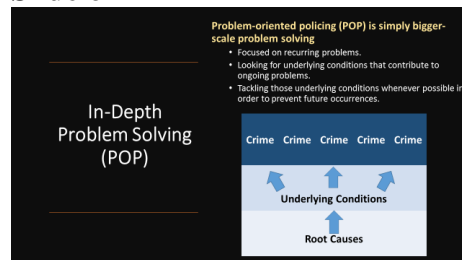 In-Depth
Problem Solving
(POP)
Problem-oriented policing (POP) is simply bigger-
scale problem solving
• Focused on recurring problems.
• Looking for underlying conditions that contribute to
ongoing problems.
• Tackling those underlying conditions whenever possible in
order to prevent future occurrences.
Crime Crime Crime Crime Crime
Underlying Conditions
Root Causes